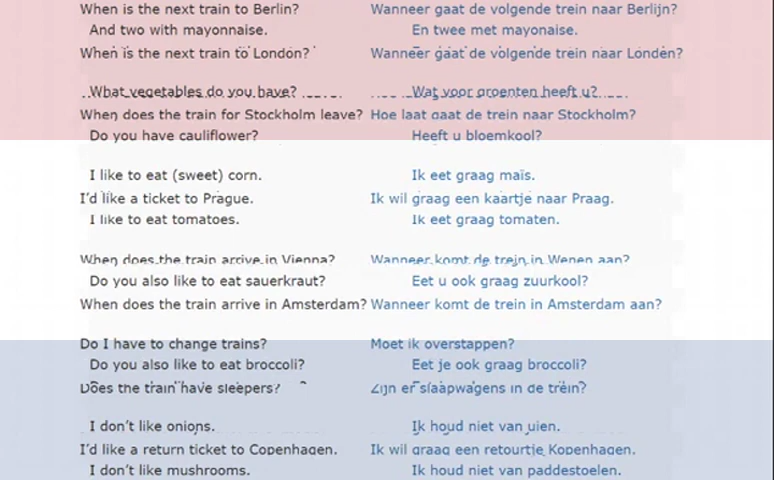 When is the next train to Berlin? Wanneer gaat de volgende trein naar Berlijn?
And two with mayonnaise. En twee met mayonaise.
When is the next train to London? Wanneer gaat de volgende trein naar Londen?
What vegetables do you have? Wat voor groenten heeft u?
When does the train for Stockholm leave? Hoe laat gaat de trein naar Stockholm?
Do you have cauliflower? Heeft u bloemkool?
I like to eat (sweet) corn. Ik eet graag maïs.
I'd like a ticket to Prague. Ik wil graag een kaartje naar Praag.
I like to eat tomatoes. Ik eet graag tomaten.
When does the train arrive in Vienna? Wanneer komt de trein in Wenen aan?
Do you also like to eat sauerkraut? Eet u ook graag zuurkool?
When does the train arrive in Amsterdam? Wanneer komt de trein in Amsterdam aan?
Do I have to change trains? Moet ik overstappen?
Do you also like to eat broccoli? Eet je ook graag broccoli?
Does the train have sleepers? Zijn er slaapwagens in de trein?
I don't like onions. Ik houd niet van uien.
I'd like a return ticket to Copenhagen. Ik wil graag een retourtje Kopenhagen.
I don't like mushrooms. Ik houd niet van paddestoelen.